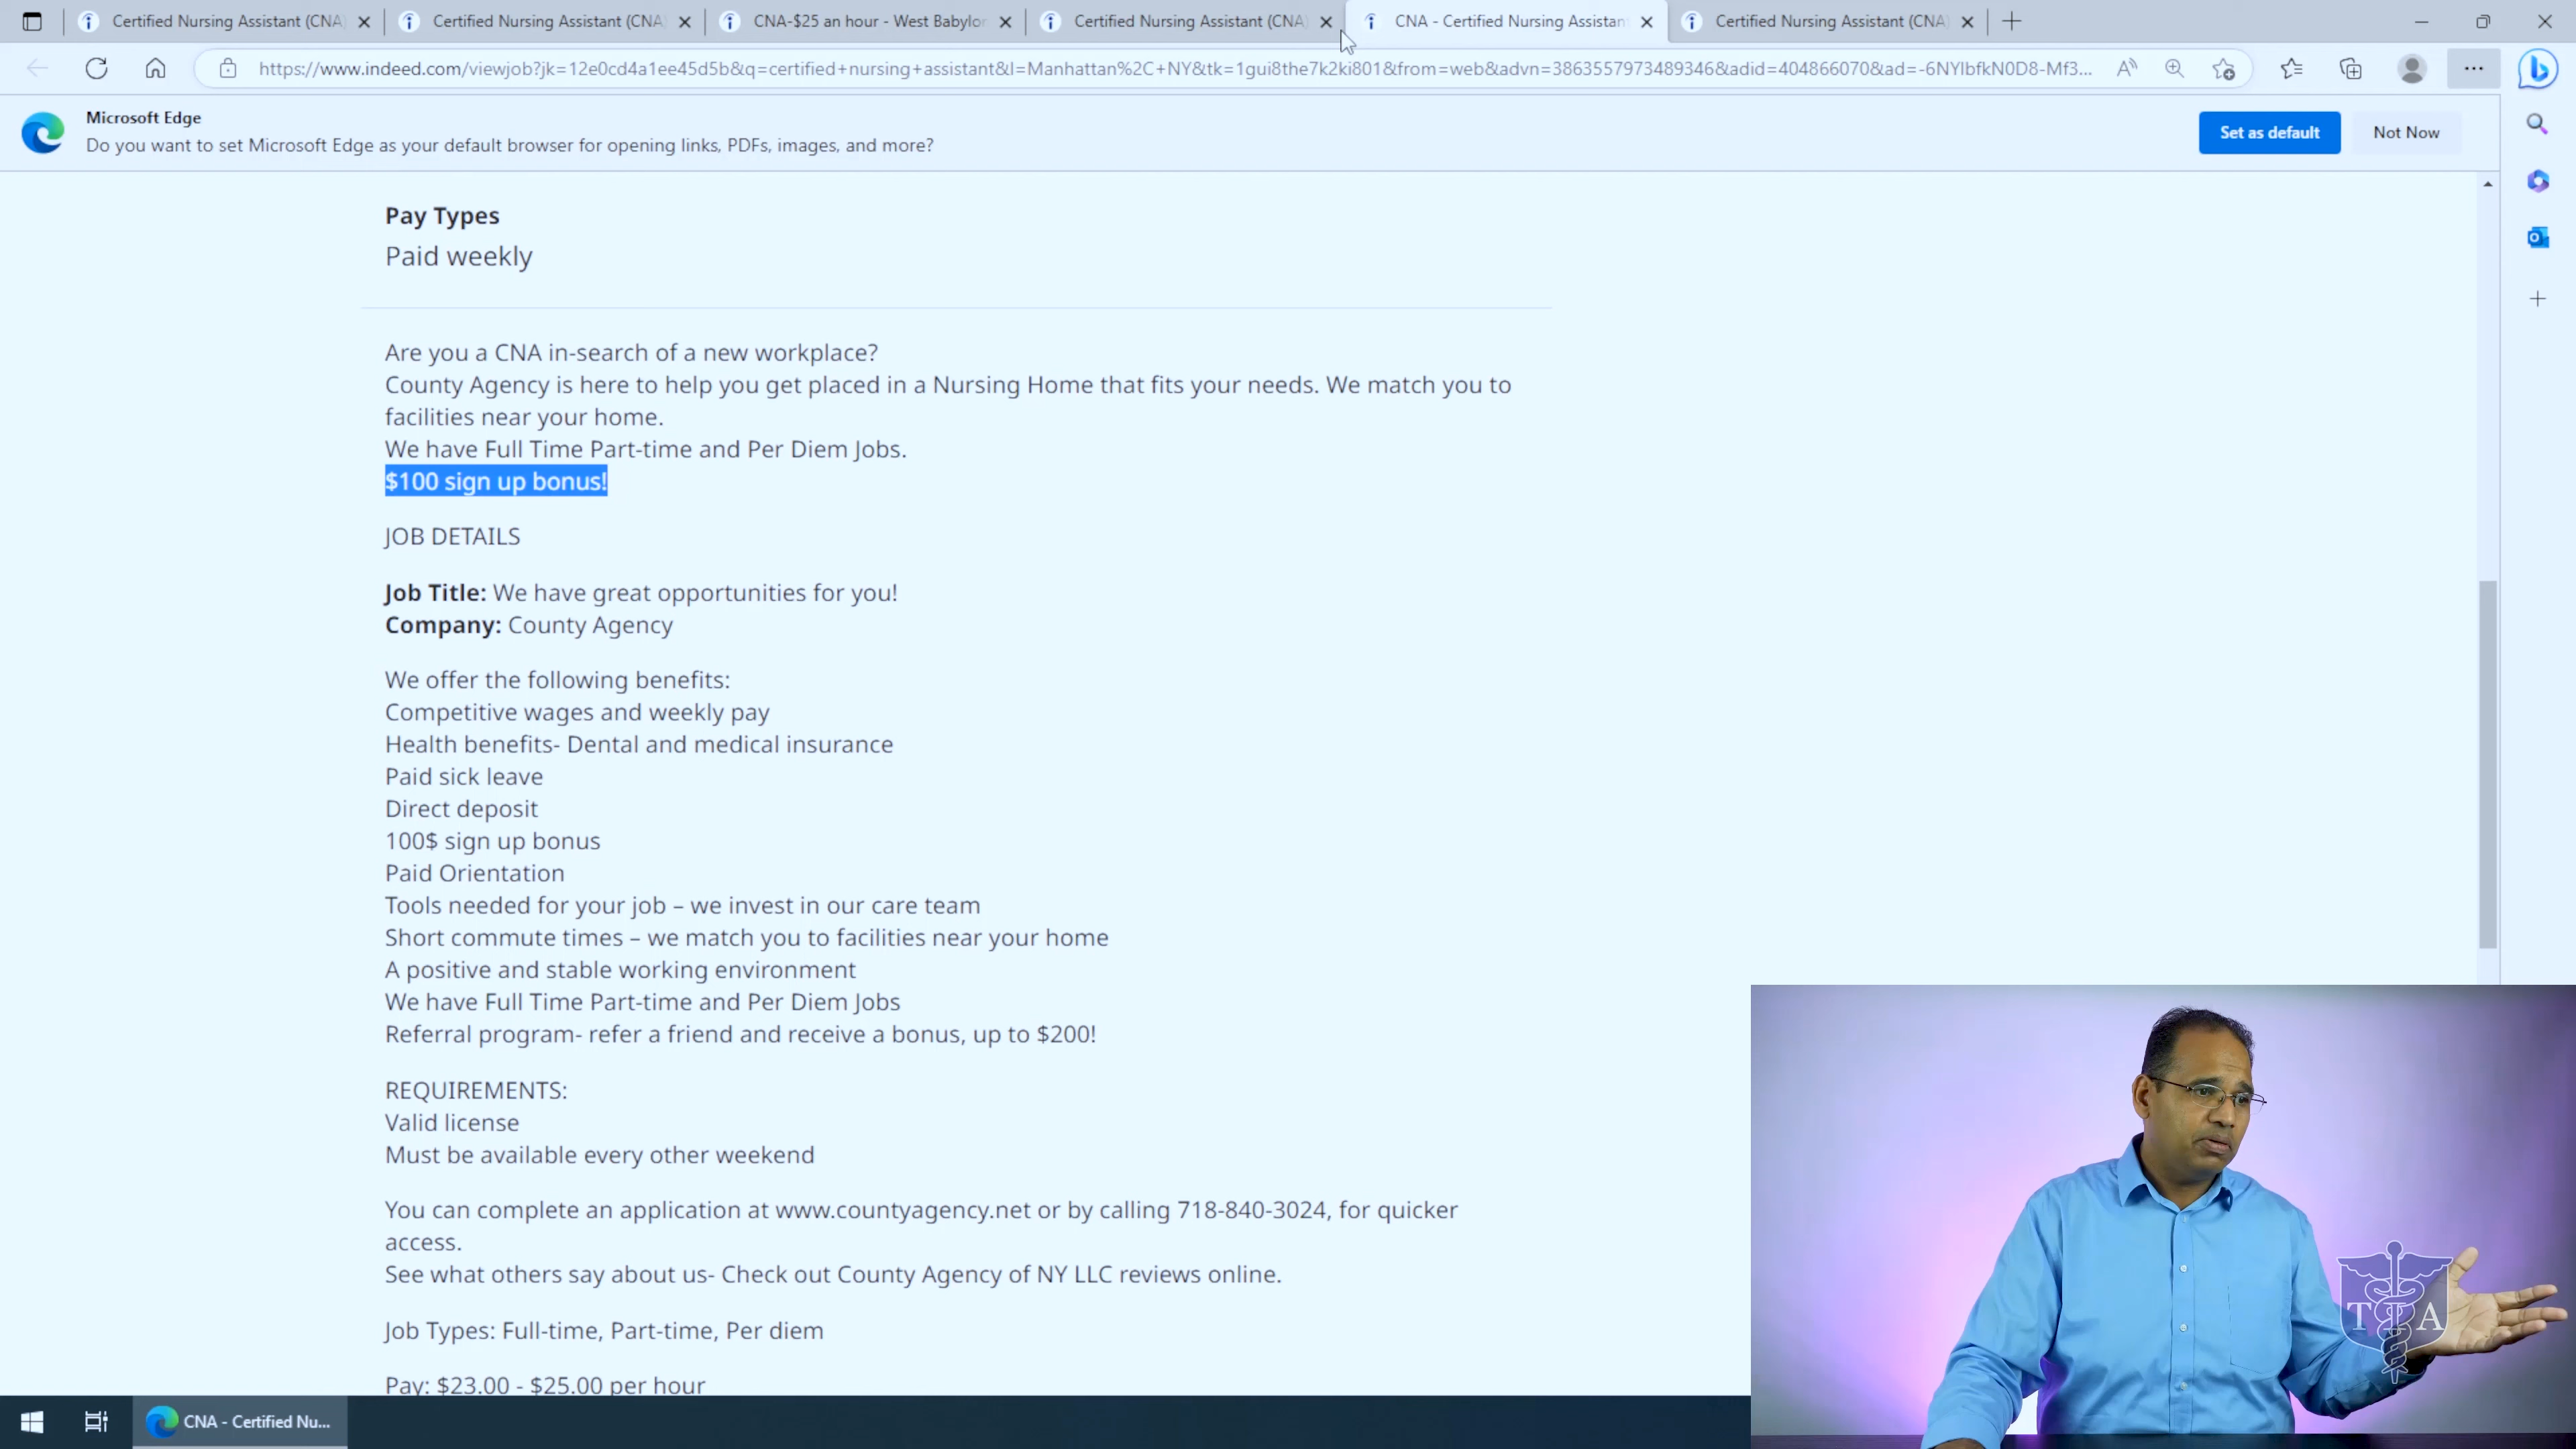 Certified Nursing Assistant (CNA)
Certified Nursing Assistant (CNA
CNA-$25 an hour - West Babylon
Certified Nursing Assistant (CNA)
CNA - Certified Nursing Assistant
Certified Nursing Assistant (CNA)
https://www.indeed.com/viewjob?jk=12e0cd4a1ee45d5b&q=certified+nursing+assistant&l=Manhattan%2C+NY&tk=1gui8the7k2ki801&from=web&advn=3863557973489346&adid=404866070&ad=-6NYlbfkN0D8-Mf3...
Microsoft Edge
Do you want to set Microsoft Edge as your default browser for opening links, PDFs, images, and more?
Set as default
Not Now
Pay Types
Paid weekly
Are you a CNA in-search of a new workplace?
County Agency is here to help you get placed in a Nursing Home that fits your needs. We match you to
facilities near your home.
We have Full Time Part-time and Per Diem Jobs.
$100 sign up bonus!
JOB DETAILS
Job Title: We have great opportunities for you!
Company: County Agency
We offer the following benefits:
Competitive wages and weekly pay
Health benefits- Dental and medical insurance
Paid sick leave
Direct deposit
100$ sign up bonus
Paid Orientation
Tools needed for your job – we invest in our care team
Short commute times – we match you to facilities near your home
A positive and stable working environment
We have Full Time Part-time and Per Diem Jobs
Referral program- refer a friend and receive a bonus, up to $200!
REQUIREMENTS:
Valid license
Must be available every other weekend
You can complete an application at www.countyagency.net or by calling 718-840-3024, for quicker
access.
See what others say about us- Check out County Agency of NY LLC reviews online.
Job Types: Full-time, Part-time, Per diem
Pay: $23.00 - $25.00 per hour
CNA - Certified Nu...
T I A